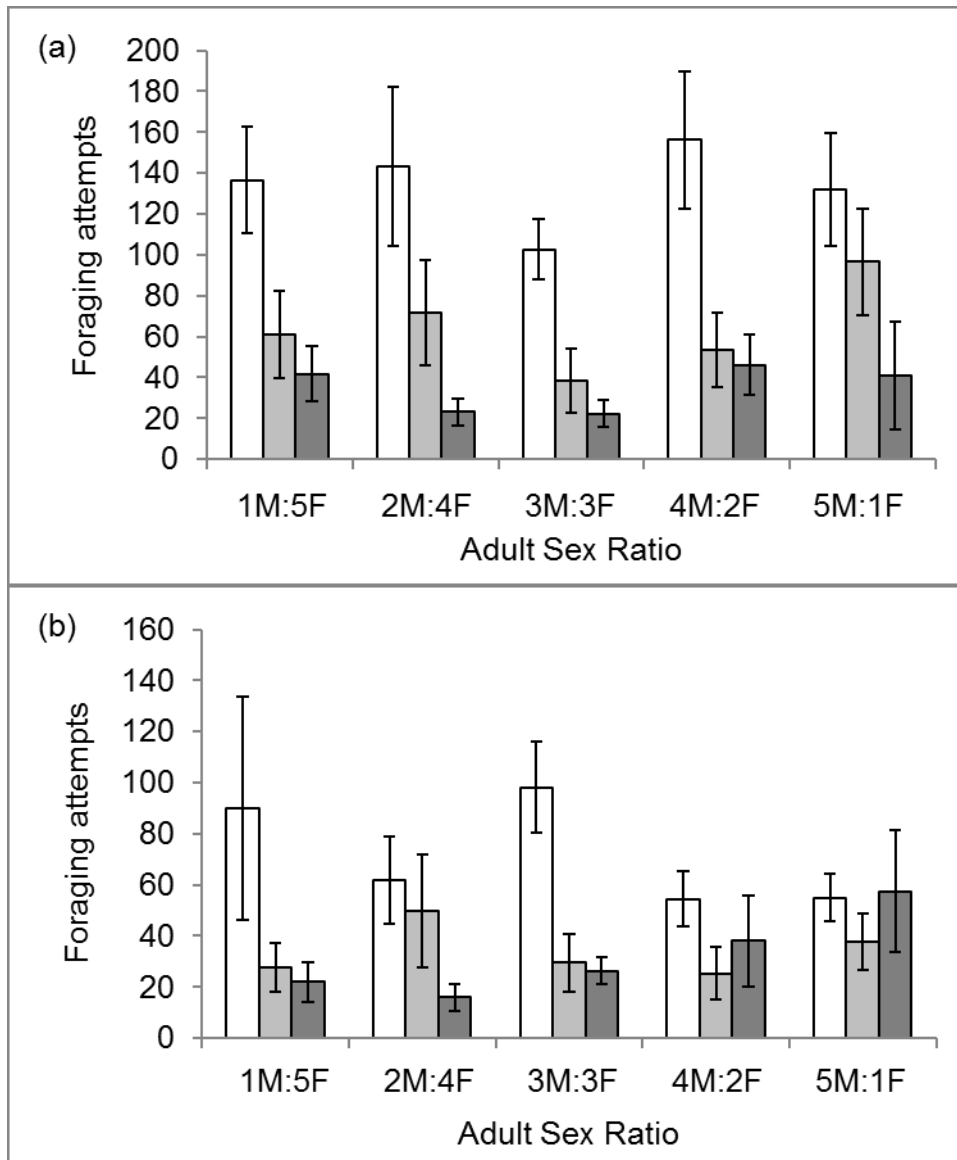 (a)
200
180
160
140
120
100
80
60
40
20
0
Foraging attempts
1M:5F 2M:4F 3M:3F 4M:2F 5M:1F
Adult Sex Ratio
(b)
160
140
120
100
80
60
40
20
0
Foraging attempts
1M:5F 2M:4F 3M:3F 4M:2F 5M:1F
Adult Sex Ratio